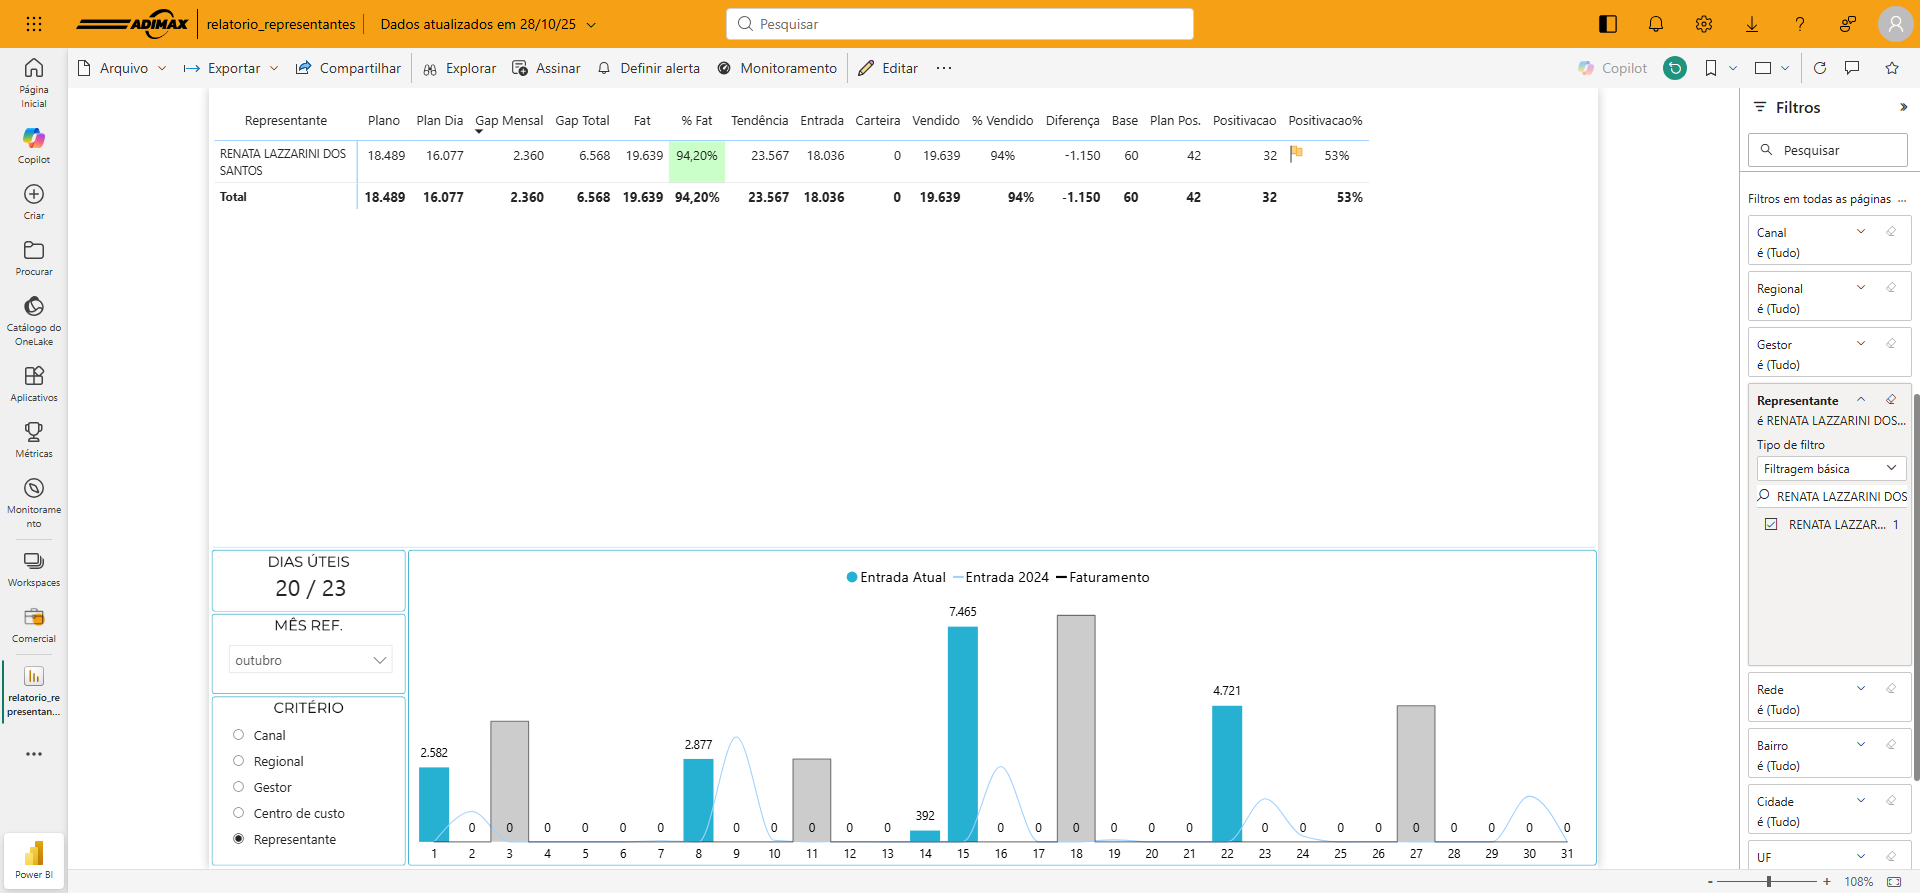 ADIMAX
relatorio_representantes
Dados atualizados em 28/10/25
Pesquisar
Arquivo
Exportar
Compartilhar
Explorar
Assinar
Definir alerta
Monitoramento
Editar
Copilot
Página
Inicial
Copilot
Criar
Procurar
Catálogo do
OneLake
Aplicativos
Métricas
Monitorame
nto
Workspaces
Comercial
relatorio_re
presentan...
Power BI
Representante Plano Plan Dia Gap Mensal Gap Total Fat % Fat Tendência Entrada Carteira Vendido % Vendido Diferença Base Plan Pos. Positivacao Positivacao%
RENATA LAZZARINI DOS SANTOS 18.489 16.077 2.360 6.568 19.639 94,20% 23.567 18.036 0 19.639 94% -1.150 60 42 32 53%
Total 18.489 16.077 2.360 6.568 19.639 94,20% 23.567 18.036 0 19.639 94% -1.150 60 42 32 53%
DIAS ÚTEIS
20 / 23
MÊS REF.
outubro
CRITÉRIO
Canal
Regional
Gestor
Centro de custo
Representante
Entrada Atual Entrada 2024 Faturamento
7.465
4.721
2.582
2.877
392
0 0 0 0 0 0 0 0 0 0 0 0 0 0 0 0 0 0 0 0 0 0 0 0 0 0
1 2 3 4 5 6 7 8 9 10 11 12 13 14 15 16 17 18 19 20 21 22 23 24 25 26 27 28 29 30 31
Filtros
Pesquisar
Filtros em todas as páginas ...
Canal
é (Tudo)
Regional
é (Tudo)
Gestor
é (Tudo)
Representante
é RENATA LAZZARINI DOS...
Tipo de filtro
Filtragem básica
RENATA LAZZARINI DOS
RENATA LAZZAR... 1
Rede
é (Tudo)
Bairro
é (Tudo)
Cidade
é (Tudo)
UF
- + 108%